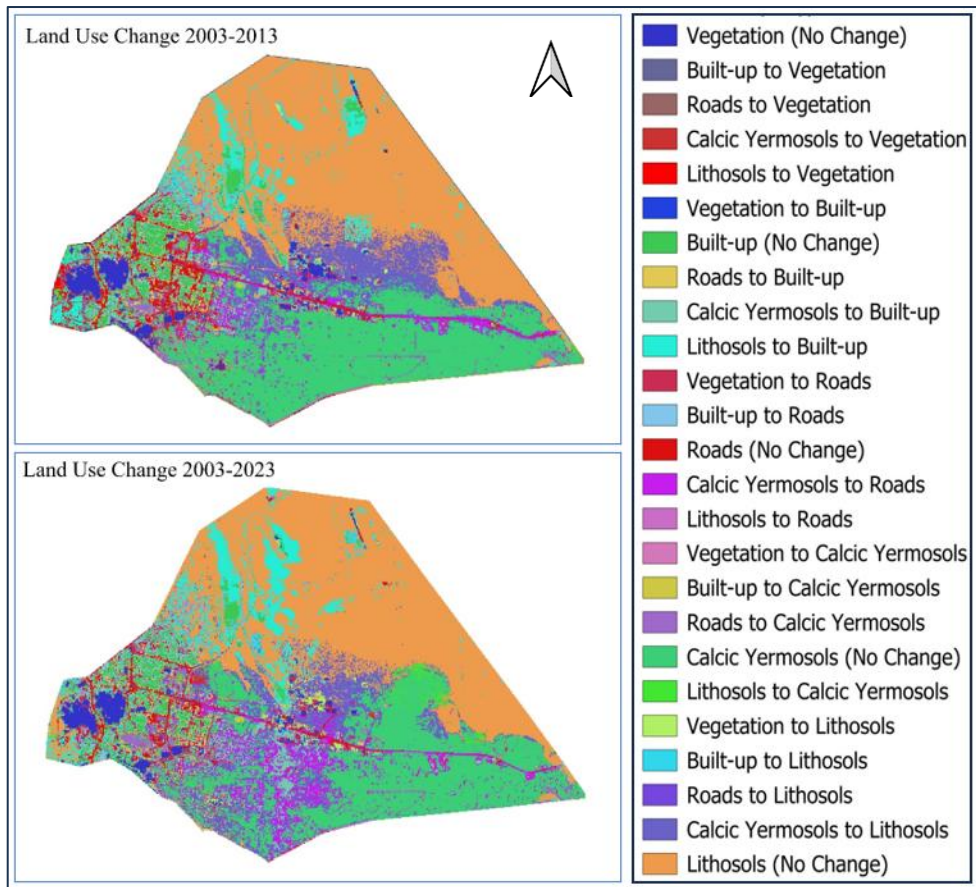 Land Use Change 2003-2013
Land Use Change 2003-2023
Vegetation (No Change)
Built-up to Vegetation
Roads to Vegetation
Calcic Yermosols to Vegetation
Lithosols to Vegetation
Vegetation to Built-up
Built-up (No Change)
Roads to Built-up
Calcic Yermosols to Built-up
Lithosols to Built-up
Vegetation to Roads
Built-up to Roads
Roads (No Change)
Calcic Yermosols to Roads
Lithosols to Roads
Vegetation to Calcic Yermosols
Built-up to Calcic Yermosols
Roads to Calcic Yermosols
Calcic Yermosols (No Change)
Lithosols to Calcic Yermosols
Vegetation to Lithosols
Built-up to Lithosols
Roads to Lithosols
Calcic Yermosols to Lithosols
Lithosols (No Change)